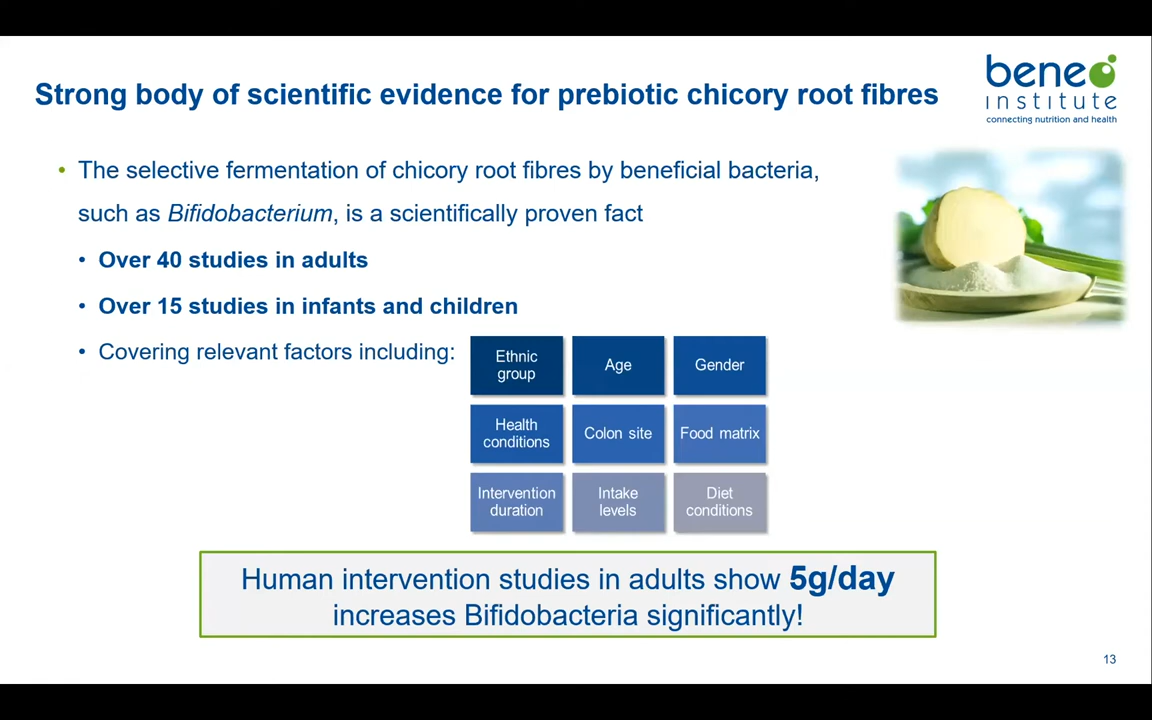 beneo
institute
connecting nutrition and health
Strong body of scientific evidence for prebiotic chicory root fibres
• The selective fermentation of chicory root fibres by beneficial bacteria,
such as Bifidobacterium, is a scientifically proven fact
• Over 40 studies in adults
• Over 15 studies in infants and children
• Covering relevant factors including:
Ethnic
group
Age
Gender
Health
conditions
Colon site
Food matrix
Intervention
duration
Intake
levels
Diet
conditions
Human intervention studies in adults show 5g/day
increases Bifidobacteria significantly!
13